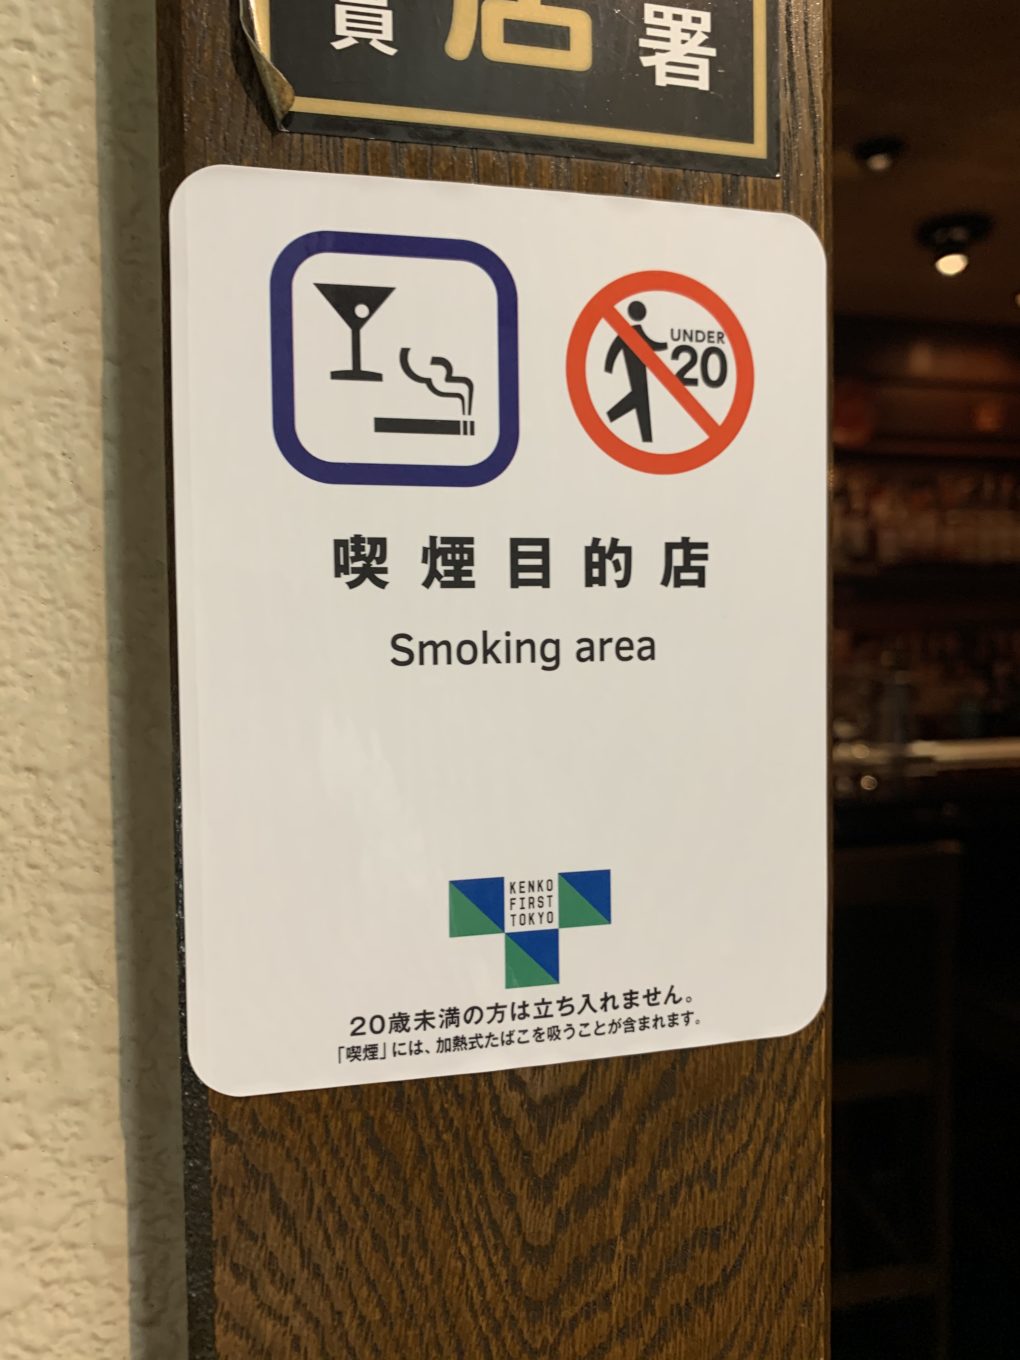 員 店 署
UNDER
20
喫煙目的店
Smoking area
KENKO
FIRST
TOKYO
20歳未満の方は立ち入れません。
「喫煙」には、加熱式たばこを吸うことが含まれます。